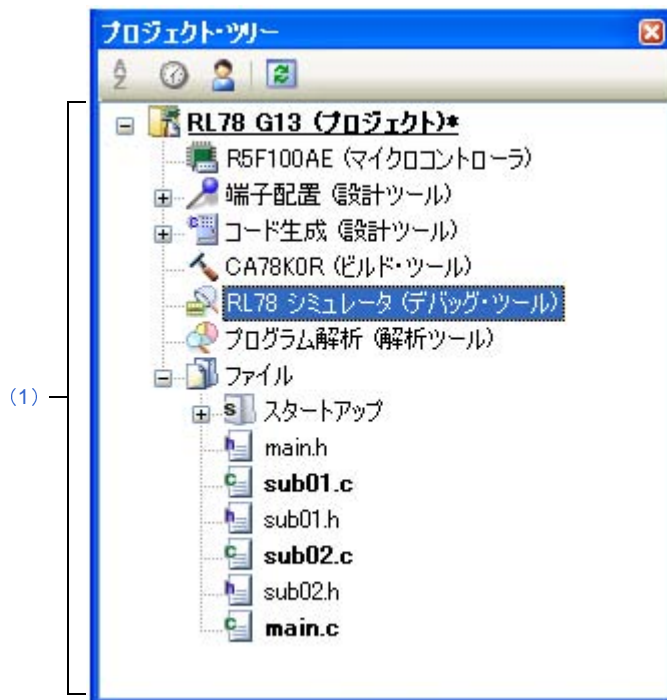 プロジェクト・ツリー
RL78 G13 (プロジェクト)*
R5F100AE (マイクロコントローラ)
端子配置 (設計ツール)
コード生成 (設計ツール)
CA78K0R (ビルド・ツール)
RL78 シミュレータ (デバッグ・ツール)
プログラム解析 (解析ツール)
ファイル
(1)
スタートアップ
main.h
sub01.c
sub01.h
sub02.c
sub02.h
main.c